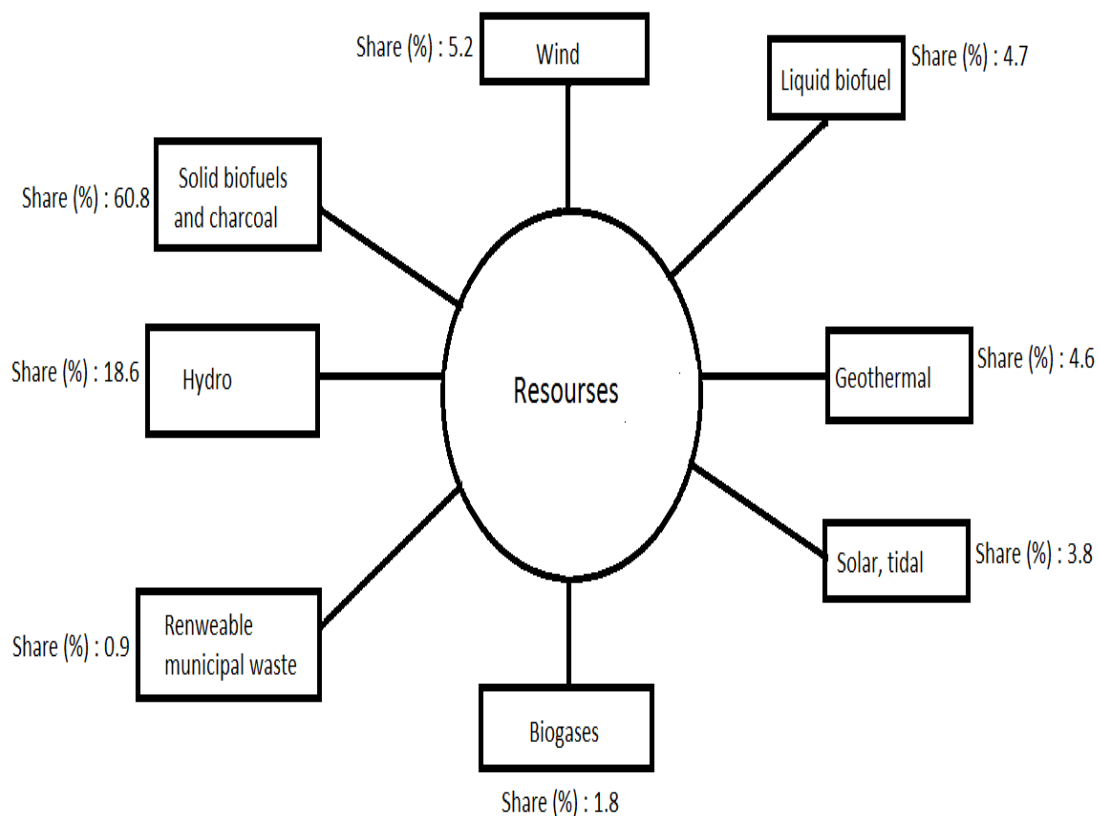 Share (%) : 5.2
Wind
Liquid biofuel
Share (%) : 4.7
Share (%) : 60.8
Solid biofuels
and charcoal
Share (%) : 18.6
Hydro
Resourses
Geothermal
Share (%) : 4.6
Solar, tidal
Share (%) : 3.8
Share (%) : 0.9
Renweable
municipal waste
Biogases
Share (%) : 1.8